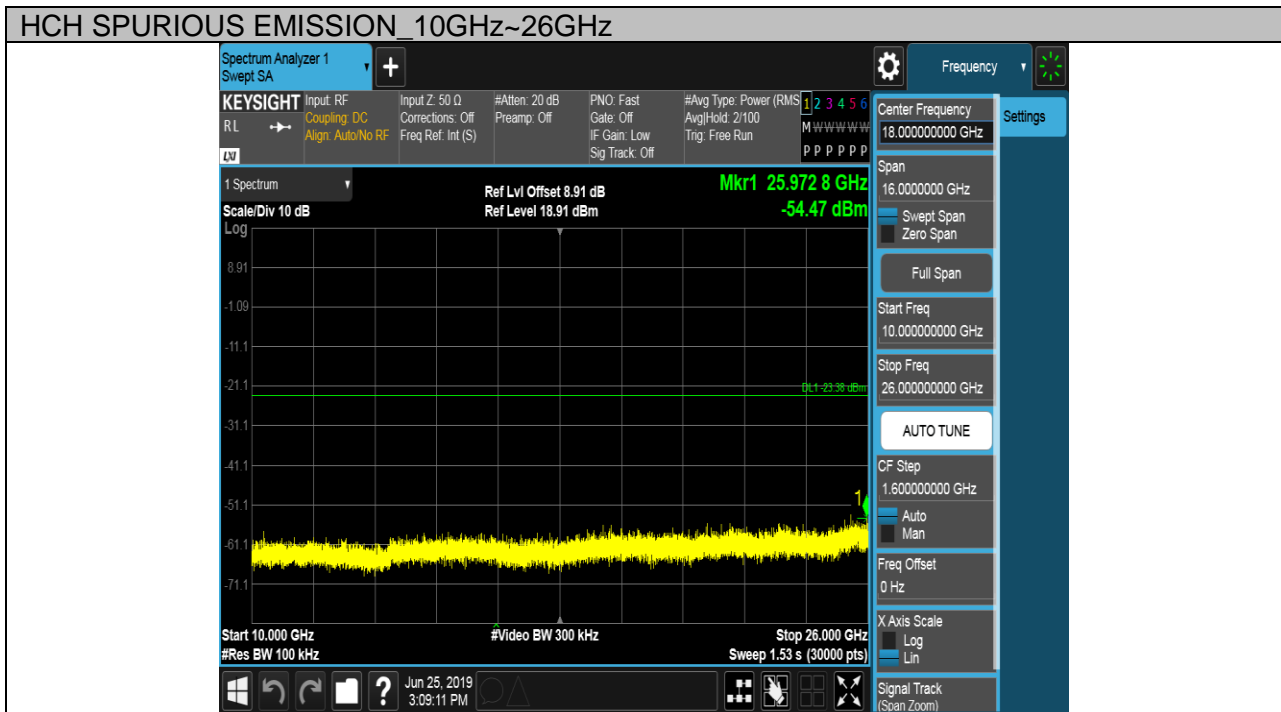 HCH SPURIOUS EMISSION_10GHz~26GHz
Spectrum Analyzer 1
Swept SA
Frequency
KEYSIGHT
RL
LXI
Input: RF
Coupling: DC
Align: Auto/No RF
Input Z: 50 Ω
Corrections: Off
Freq Ref: Int (S)
#Atten: 20 dB
Preamp: Off
PNO: Fast
Gate: Off
IF Gain: Low
Sig Track: Off
#Avg Type: Power (RMS
Avg|Hold: 2/100
Trig: Free Run
1 2 3 4 5 6
M W W W W W
P P P P P P
1 Spectrum
Scale/Div 10 dB
Ref Lvl Offset 8.91 dB
Ref Level 18.91 dBm
Mkr1 25.972 8 GHz
-54.47 dBm
Log
8.91
-1.09
-11.1
-21.1
DL1 -23.38 dBm
-31.1
-41.1
-51.1
1
-61.1
-71.1
Start 10.000 GHz
#Video BW 300 kHz
Stop 26.000 GHz
#Res BW 100 kHz
Sweep 1.53 s (30000 pts)
?
Jun 25, 2019
3:09:11 PM
Center Frequency
18.000000000 GHz
Settings
Span
16.0000000 GHz
Swept Span
Zero Span
Full Span
Start Freq
10.000000000 GHz
Stop Freq
26.000000000 GHz
AUTO TUNE
CF Step
1.600000000 GHz
Auto
Man
Freq Offset
0 Hz
X Axis Scale
Log
Lin
Signal Track
(Span Zoom)